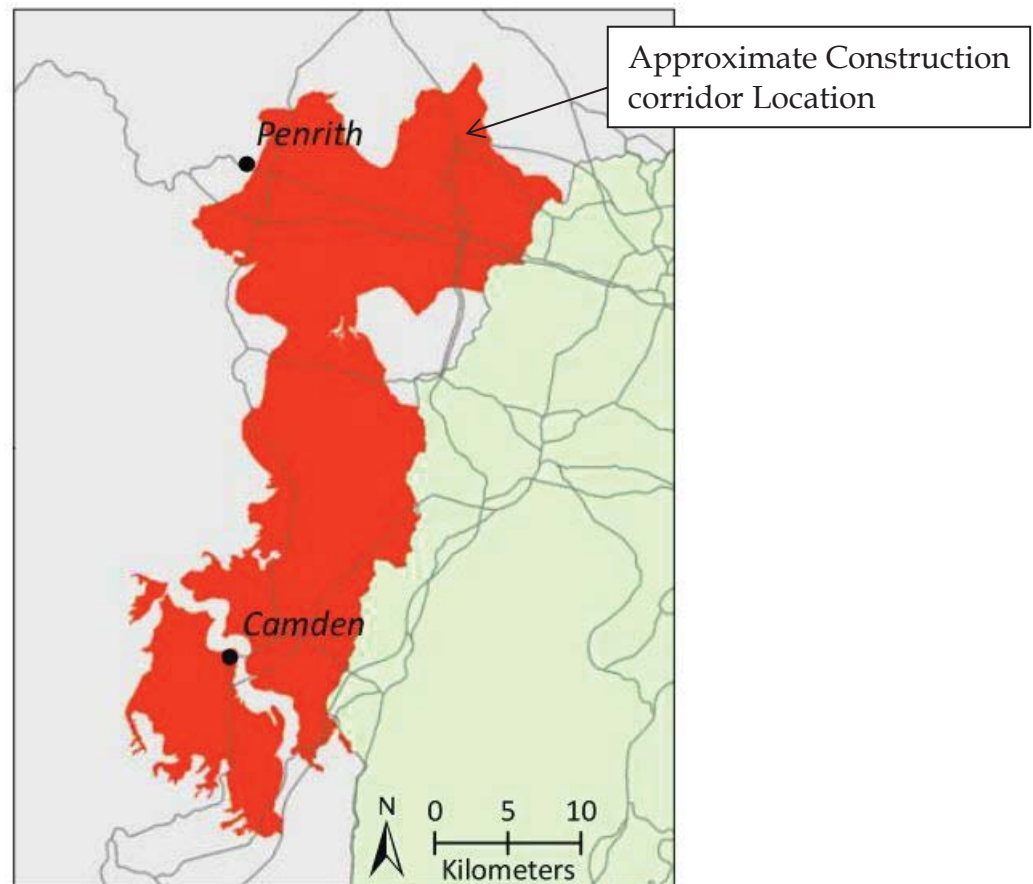 Approximate Construction
corridor Location
Penrith
Camden
N
0 5 10
Kilometers